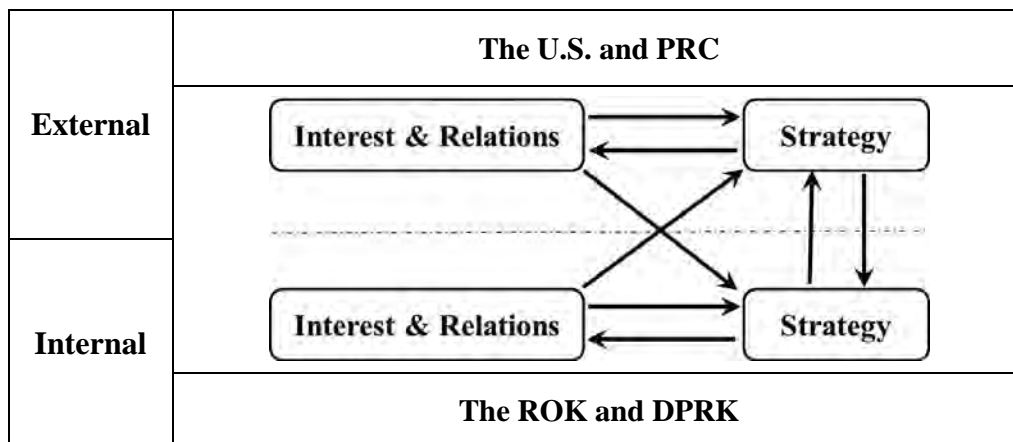 The U.S. and PRC
External
Interest & Relations
Strategy
Interest & Relations
Strategy
Internal
The ROK and DPRK